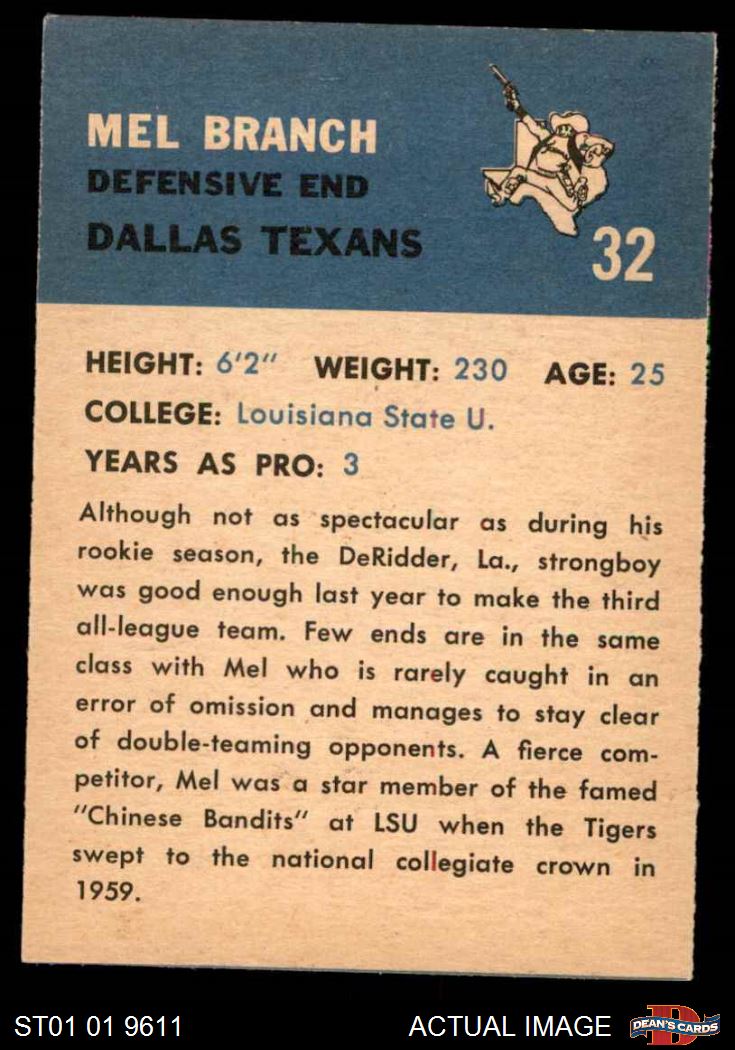 MEL BRANCH
DEFENSIVE END
DALLAS TEXANS
32
HEIGHT: 6'2" WEIGHT: 230 AGE: 25
COLLEGE: Louisiana State U.
YEARS AS PRO: 3
Although not as spectacular as during his
rookie season, the DeRidder, La., strongboy
was good enough last year to make the third
all-league team. Few ends are in the same
class with Mel who is rarely caught in an
error of omission and manages to stay clear
of double-teaming opponents. A fierce com-
petitor, Mel was a star member of the famed
"Chinese Bandits" at LSU when the Tigers
swept to the national collegiate crown in
1959.
ST01 01 9611 ACTUAL IMAGE D DEAN'S CARDS